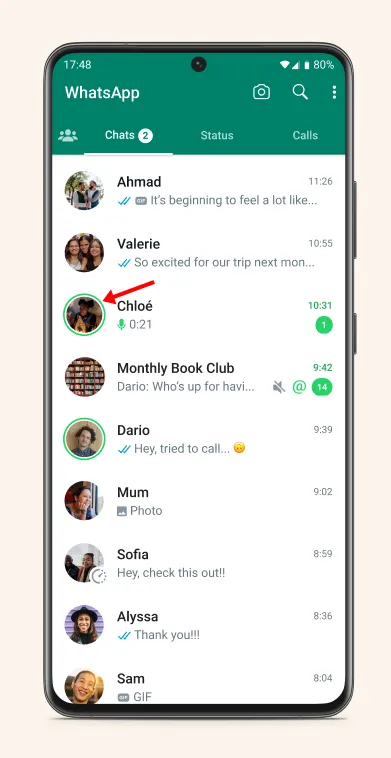 17:48 80%
WhatsApp
Chats 2 Status Calls
Ahmad 11:26
GIF It's beginning to feel a lot like...
Valerie 10:55
So excited for our trip next mon...
Chloé 10:31
0:21 1
Monthly Book Club 9:42
Dario: Who's up for havi... @ 14
Dario 9:39
Hey, tried to call... 🙃
Mum 9:02
Photo
Sofia 8:59
Hey, check this out!!
Alyssa 8:36
Thank you!!!
Sam 8:04
GIF GIF